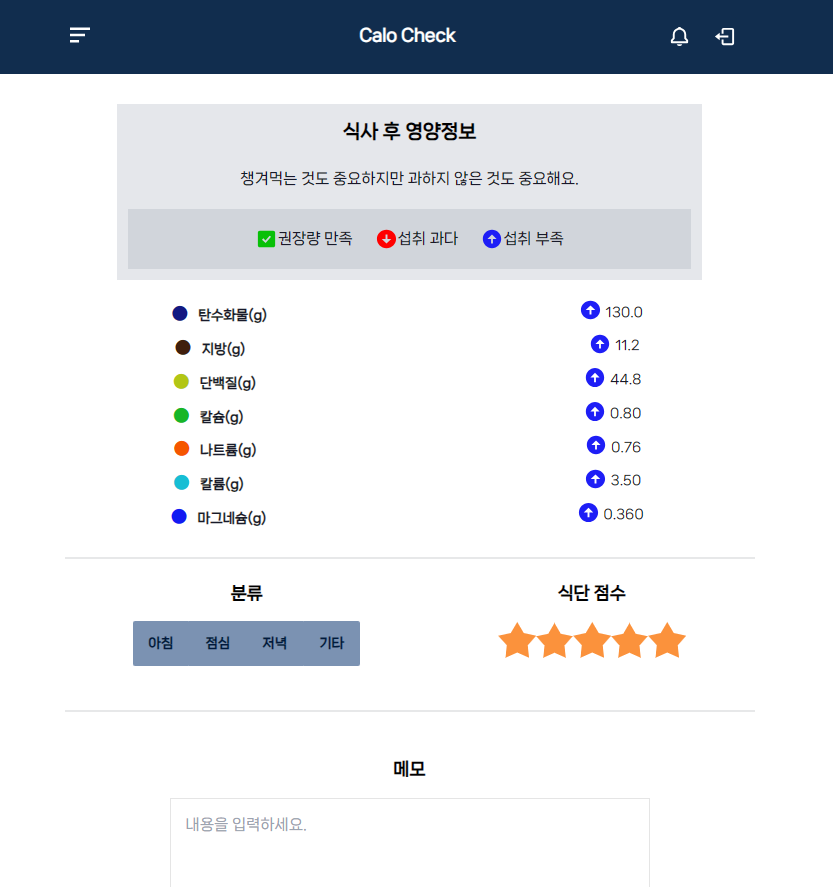 Calo Check
식사 후 영양정보
챙겨먹는 것도 중요하지만 과하지 않은 것도 중요해요.
권장량 만족 섭취 과다 섭취 부족
탄수화물(g) 130.0
지방(g) 11.2
단백질(g) 44.8
칼슘(g) 0.80
나트륨(g) 0.76
칼륨(g) 3.50
마그네슘(g) 0.360
분류 식단 점수
아침 점심 저녁 기타
메모
내용을 입력하세요.